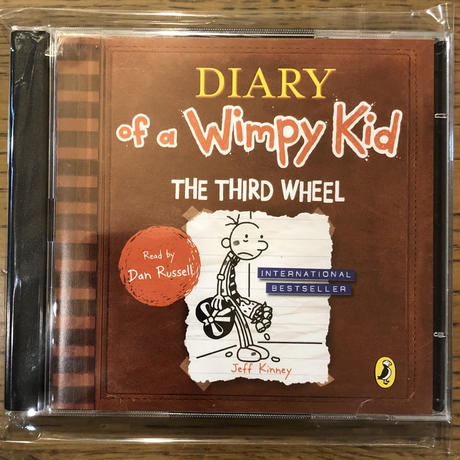 DIARY
of a Wimpy Kid
THE THIRD WHEEL
Read by
Dan Russell
INTERNATIONAL
BESTSELLER
Jeff Kinney